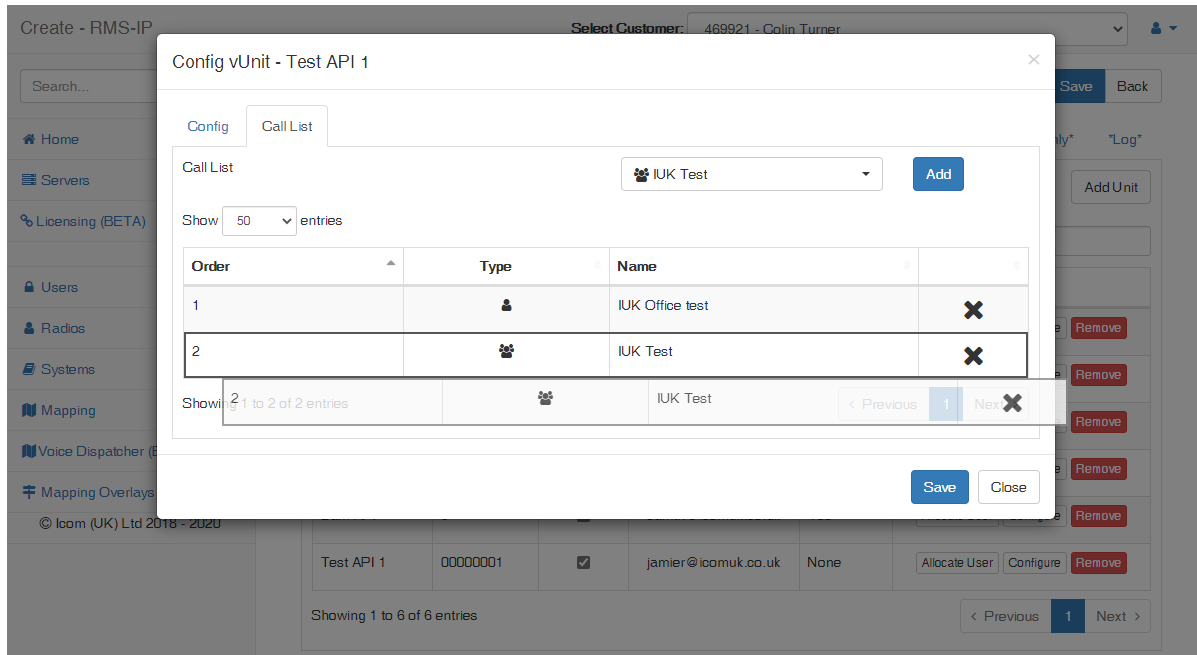 Create - RMS-IP
Select Customer: 469921 - Colin Turner
Config vUnit - Test API 1
Search...
Save Back
Config Call List
*Log*
Home
Call List IUK Test Add
Servers
Add Unit
Licensing (BETA)
Show 50 entries
Order Type Name
Users
1 IUK Office test
Radios
Remove
2 IUK Test
Systems
Remove
2 IUK Test
Showing 1 to 2 of 2 entries
Previous 1 Next
Mapping
Remove
Voice Dispatcher
Remove
Mapping Overlays
Save Close
© Icom (UK) Ltd 2018 - 2020
Remove
Test API 1 00000001 jamier@icomuk.co.uk None Allocate User Configure Remove
Showing 1 to 6 of 6 entries
Previous 1 Next